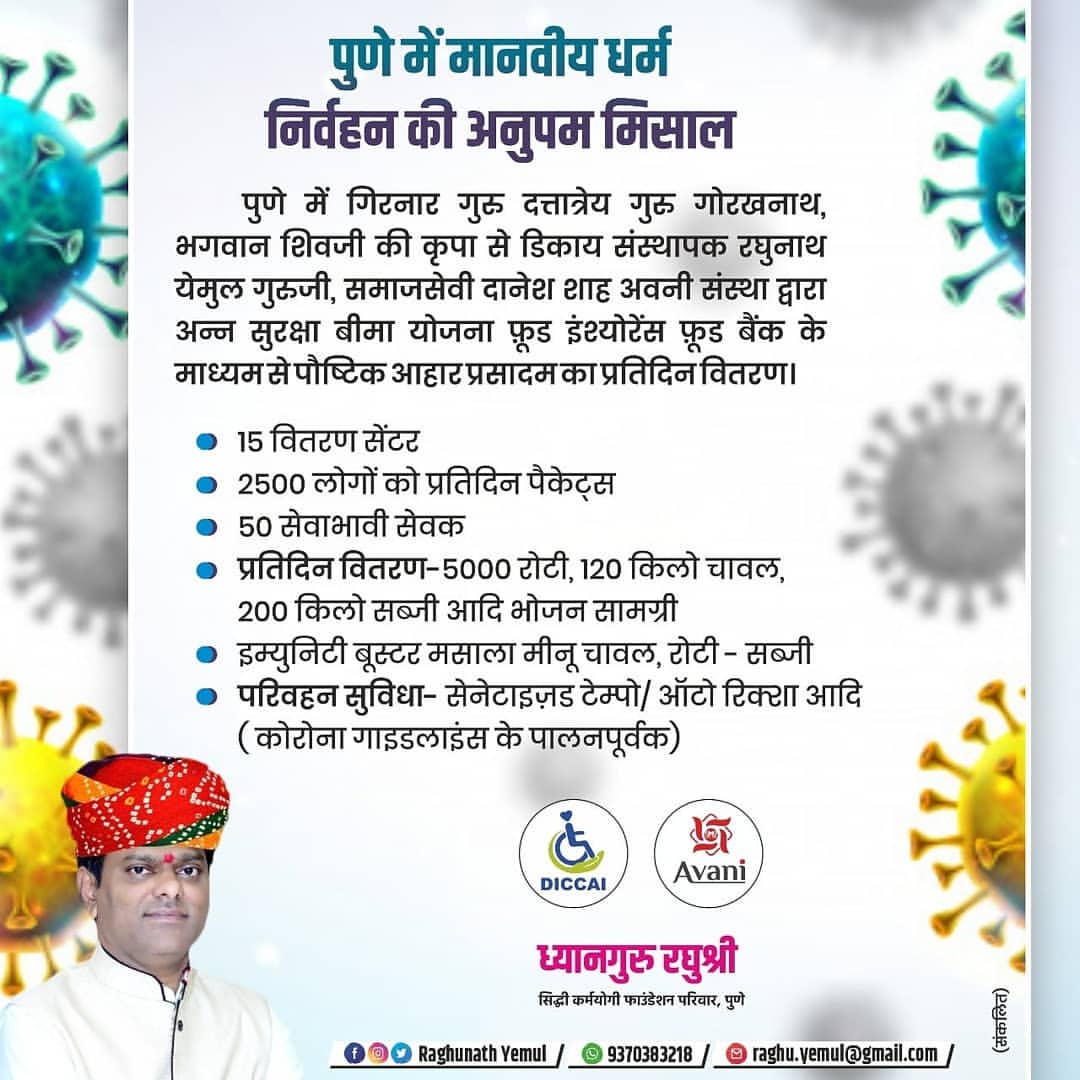 पुणे में मानवीय धर्म
निर्वहन की अनुपम मिसाल
पुणे में गिरनार गुरु दत्तात्रेय गुरु गोरखनाथ,
भगवान शिवजी की कृपा से डिकाय संस्थापक रघुनाथ
येमुल गुरुजी, समाजसेवी दानेश शाह अवनी संस्था द्वारा
अन्न सुरक्षा बीमा योजना फ़ूड इंश्योरेंस फ़ूड बैंक के
माध्यम से पौष्टिक आहार प्रसादम का प्रतिदिन वितरण।
15 वितरण सेंटर
2500 लोगों को प्रतिदिन पैकेट्स
50 सेवाभावी सेवक
प्रतिदिन वितरण-5000 रोटी, 120 किलो चावल,
200 किलो सब्जी आदि भोजन सामग्री
इम्युनिटी बूस्टर मसाला मीनू चावल, रोटी - सब्जी
परिवहन सुविधा- सेनेटाइज़ड टेम्पो/ ऑटो रिक्शा आदि
( कोरोना गाइडलाइंस के पालनपूर्वक)
DICCAI
Avani
ध्यानगुरु रघुश्री
सिद्धी कर्मयोगी फाउंडेशन परिवार, पुणे
(संकलित)
Raghunath Yemul / 9370383218 / raghu.yemul@gmail.com /